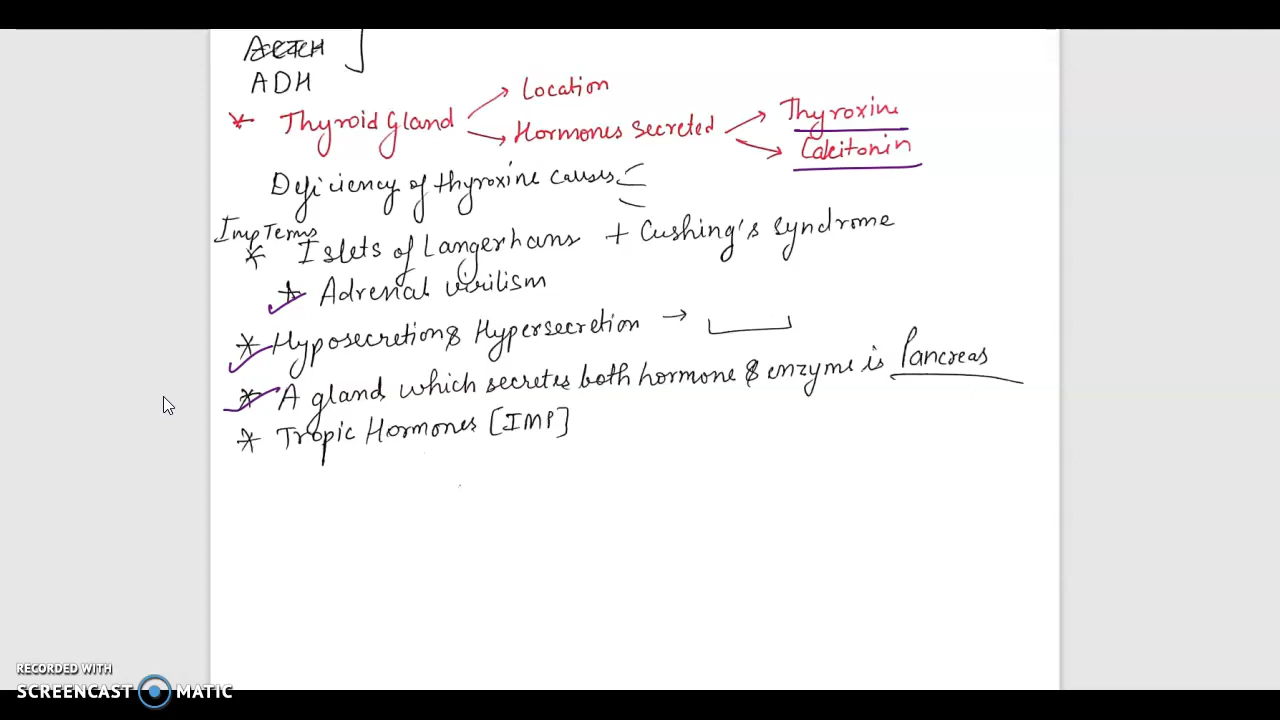 ACTH
ADH
* Thyroid Gland → Location
→ Hormones Secreted → Thyroxine
→ Calcitonin
Deficiency of thyroxine causes
Imp Terms
* Islets of Langerhans + Cushing's syndrome
* Adrenal virilism
* Hyposecretion & Hypersecretion →
* A gland which secretes both hormone & enzyme is Pancreas
* Tropic Hormones [IMP]
RECORDED WITH
SCREENCAST MATIC